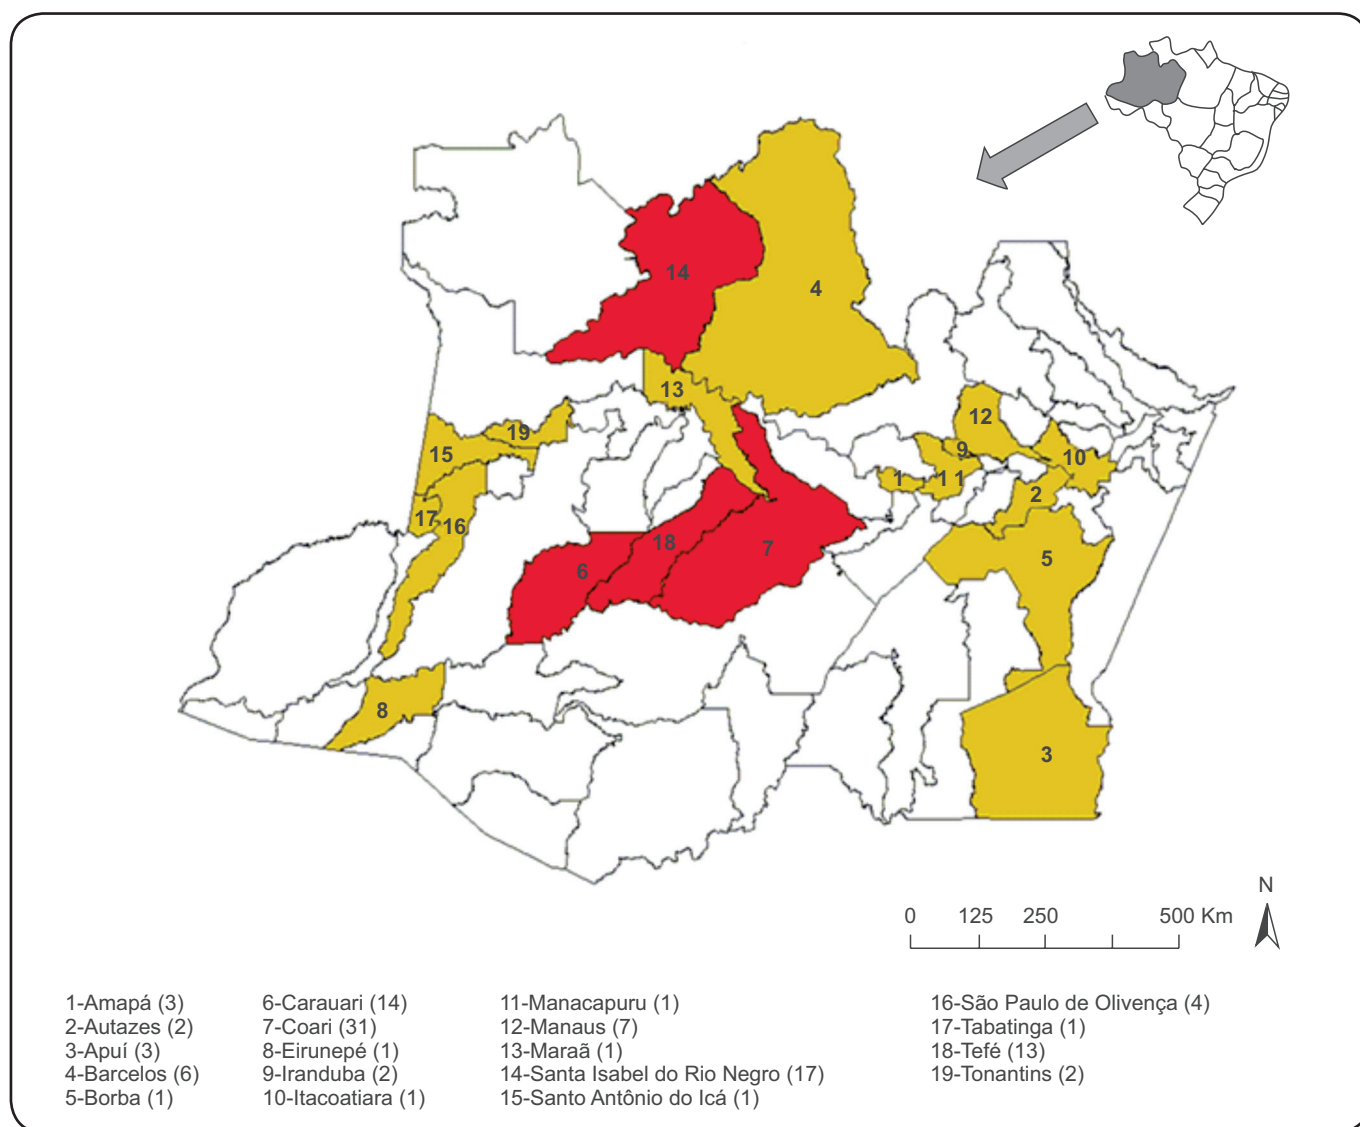 14
4
13
12
19
9
15
10
1
11
2
17
16
18
7
5
6
8
3
N
0 125 250 500 Km
1-Amapá (3)
2-Autazes (2)
3-Apuí (3)
4-Barcelos (6)
5-Borba (1)
6-Carauari (14)
7-Coari (31)
8-Eirunepé (1)
9-Iranduba (2)
10-Itacoatiara (1)
11-Manacapuru (1)
12-Manaus (7)
13-Maraã (1)
14-Santa Isabel do Rio Negro (17)
15-Santo Antônio do Icá (1)
16-São Paulo de Olivença (4)
17-Tabatinga (1)
18-Tefé (13)
19-Tonantins (2)